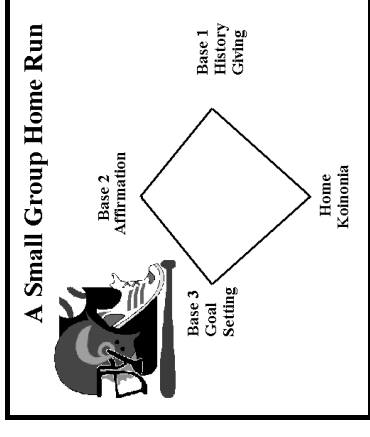 A Small Group Home Run
Base 2
Affirmation
Base 1
History
Giving
Base 3
Goal
Setting
Home
Koinonia